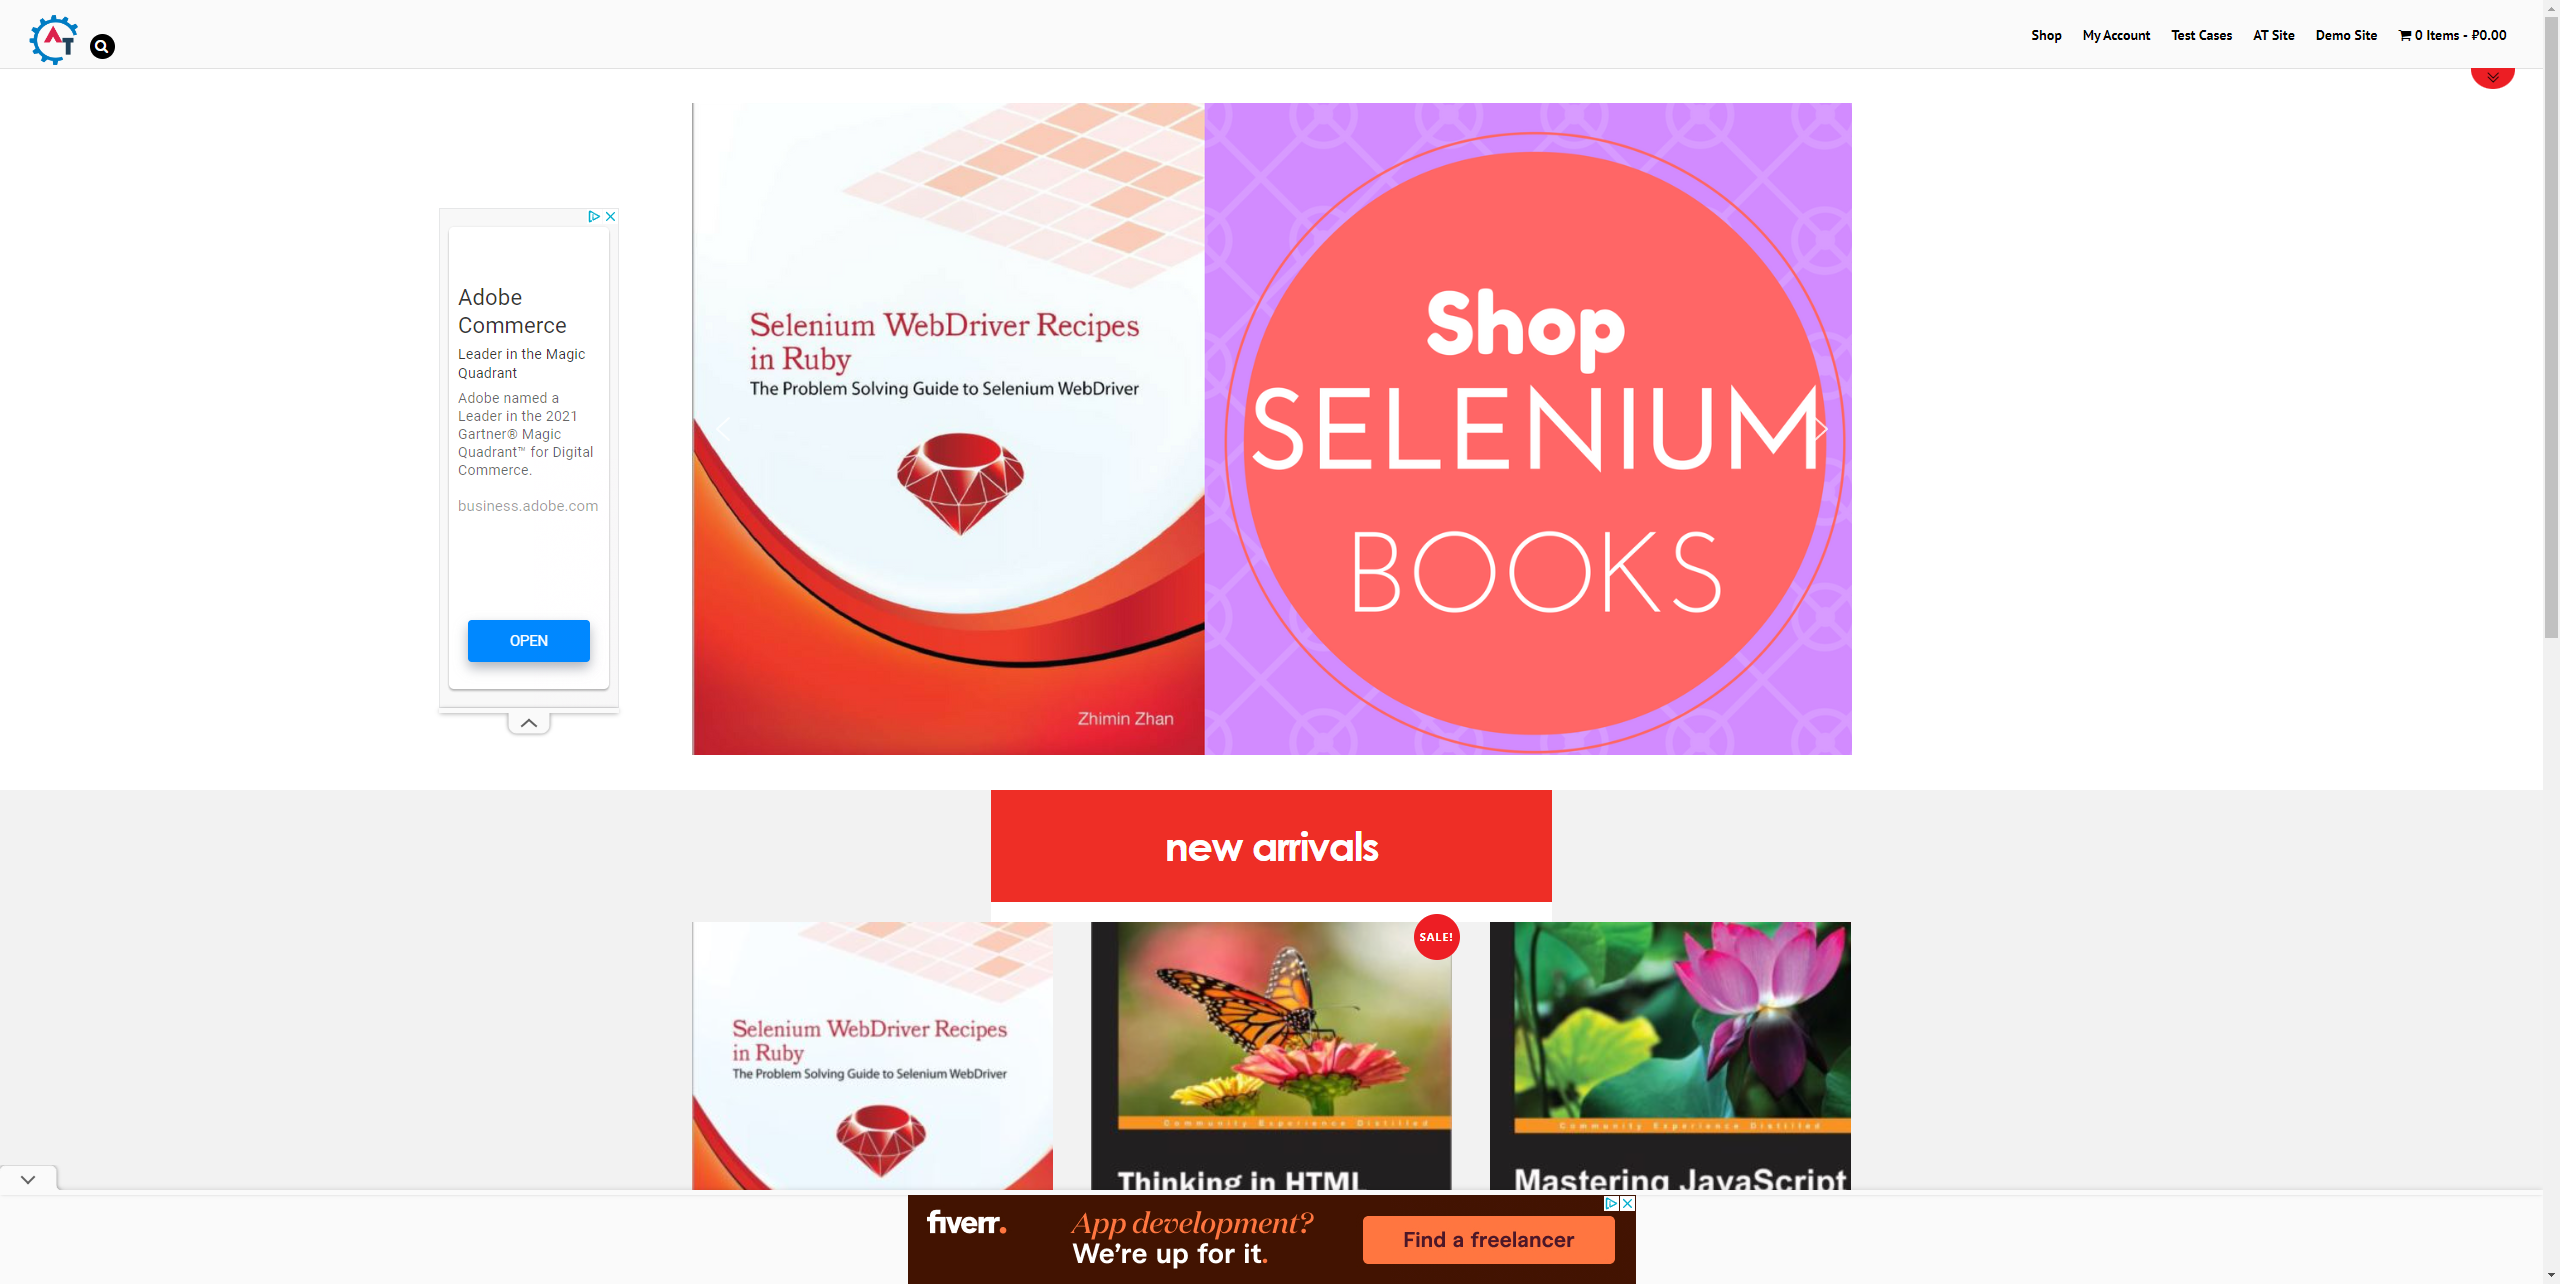 AT
Shop
My Account
Test Cases
AT Site
Demo Site
0 Items - ₽0.00
Adobe
Commerce
Leader in the Magic
Quadrant
Adobe named a
Leader in the 2021
Gartner® Magic
Quadrant™ for Digital
Commerce.
business.adobe.com
OPEN
Selenium WebDriver Recipes
in Ruby
The Problem Solving Guide to Selenium WebDriver
Zhimin Zhan
Shop
SELENIUM
BOOKS
new arrivals
SALE!
Selenium WebDriver Recipes
in Ruby
The Problem Solving Guide to Selenium WebDriver
Community Experience Distilled
Thinking in HTML
Community Experience Distilled
Mastering JavaScript
fiverr.
App development?
We're up for it.
Find a freelancer